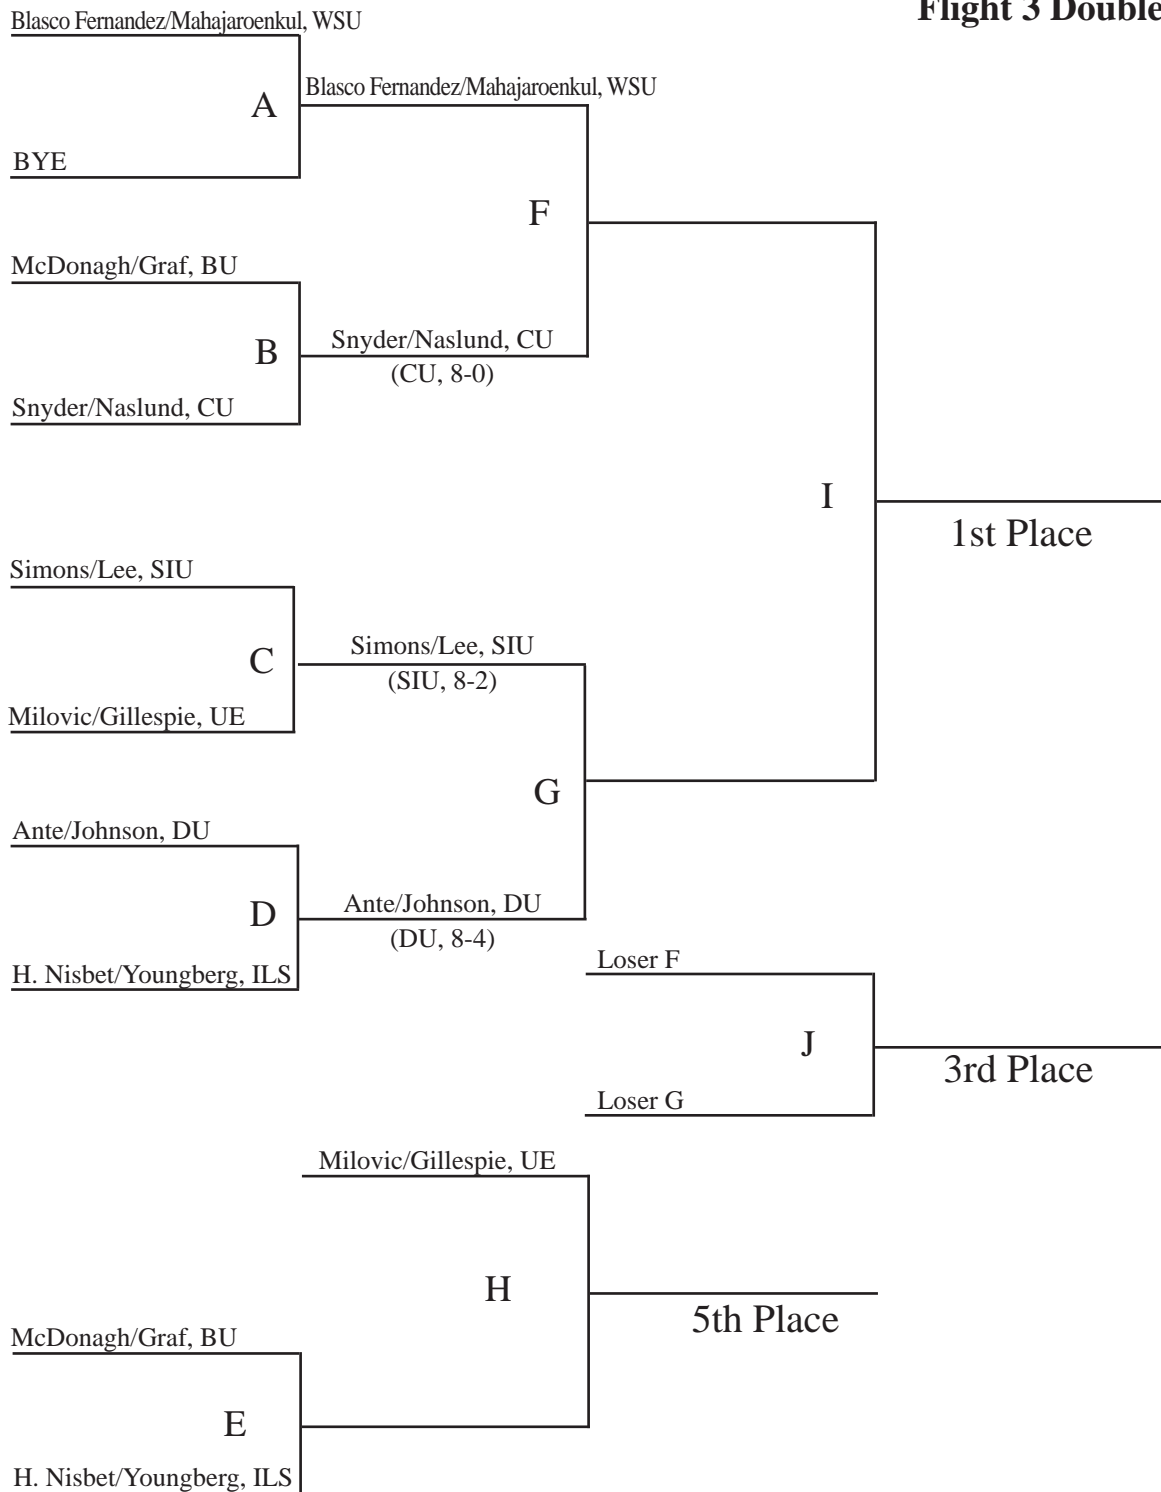 Flight 3 Double
Blasco Fernandez/Mahajaroenkul, WSU
A
Blasco Fernandez/Mahajaroenkul, WSU
BYE
F
McDonagh/Graf, BU
B
Snyder/Naslund, CU
(CU, 8-0)
Snyder/Naslund, CU
I
1st Place
Simons/Lee, SIU
C
Simons/Lee, SIU
(SIU, 8-2)
Milovic/Gillespie, UE
G
Ante/Johnson, DU
D
Ante/Johnson, DU
(DU, 8-4)
H. Nisbet/Youngberg, ILS
Loser F
J
3rd Place
Loser G
Milovic/Gillespie, UE
H
5th Place
McDonagh/Graf, BU
E
H. Nisbet/Youngberg, ILS